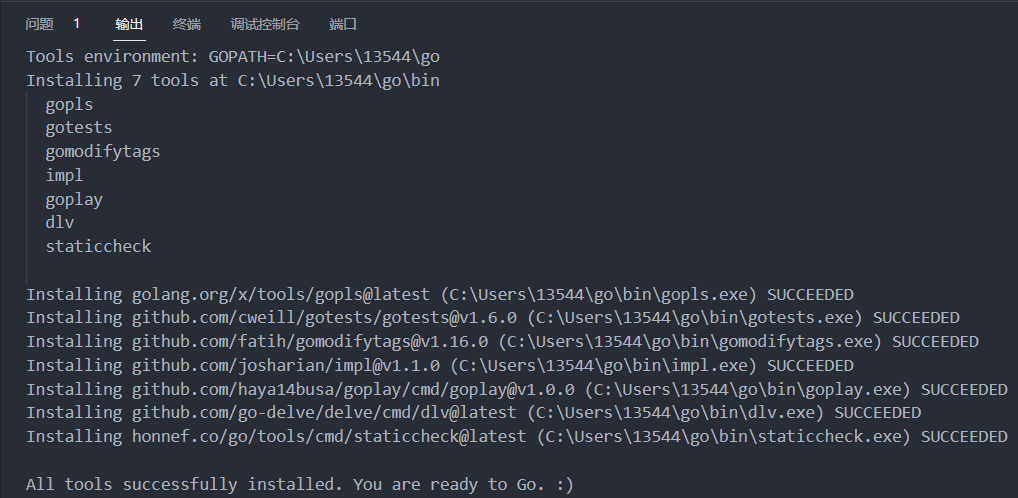 问题 1 输出 终端 调试控制台 端口
Tools environment: GOPATH=C:\Users\13544\go
Installing 7 tools at C:\Users\13544\go\bin
gopls
gotests
gomodifytags
impl
goplay
dlv
staticcheck
Installing golang.org/x/tools/gopls@latest (C:\Users\13544\go\bin\gopls.exe) SUCCEEDED
Installing github.com/cweill/gotests/gotests@v1.6.0 (C:\Users\13544\go\bin\gotests.exe) SUCCEEDED
Installing github.com/fatih/gomodifytags@v1.16.0 (C:\Users\13544\go\bin\gomodifytags.exe) SUCCEEDED
Installing github.com/josharian/impl@v1.1.0 (C:\Users\13544\go\bin\impl.exe) SUCCEEDED
Installing github.com/haya14busa/goplay/cmd/goplay@v1.0.0 (C:\Users\13544\go\bin\goplay.exe) SUCCEEDED
Installing github.com/go-delve/delve/cmd/dlv@latest (C:\Users\13544\go\bin\dlv.exe) SUCCEEDED
Installing honnef.co/go/tools/cmd/staticcheck@latest (C:\Users\13544\go\bin\staticcheck.exe) SUCCEEDED
All tools successfully installed. You are ready to Go. :)